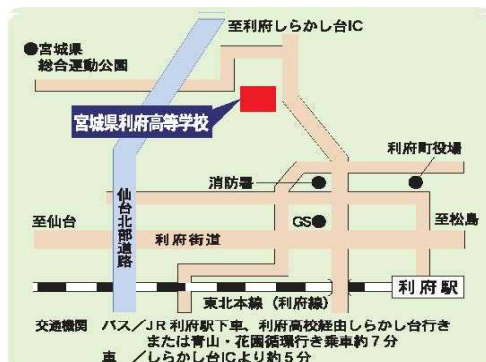 至利府しらかし台IC
●宮城県
総合運動公園
宮城県利府高等学校
利府町役場
消防署
仙台北部道路
GS
至仙台
利府街道
至松島
利府駅
東北本線（利府線）
交通機関 バス／JR利府駅下車、利府高校経由しらかし台行き
または青山・花園循環行き乗車約7分
車 ／しらかし台ICより約5分